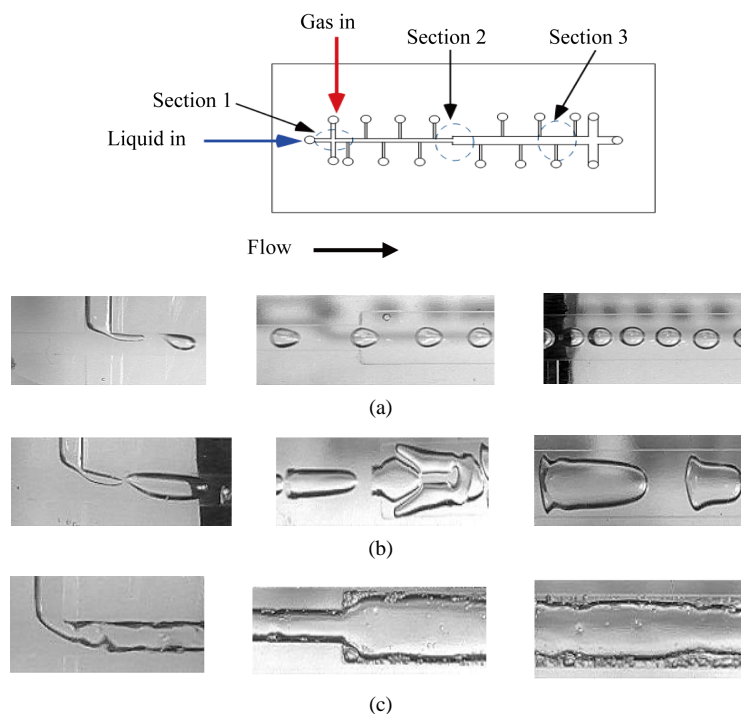 Gas in
Section 2
Section 3
Section 1
Liquid in
Flow
(a)
(b)
(c)